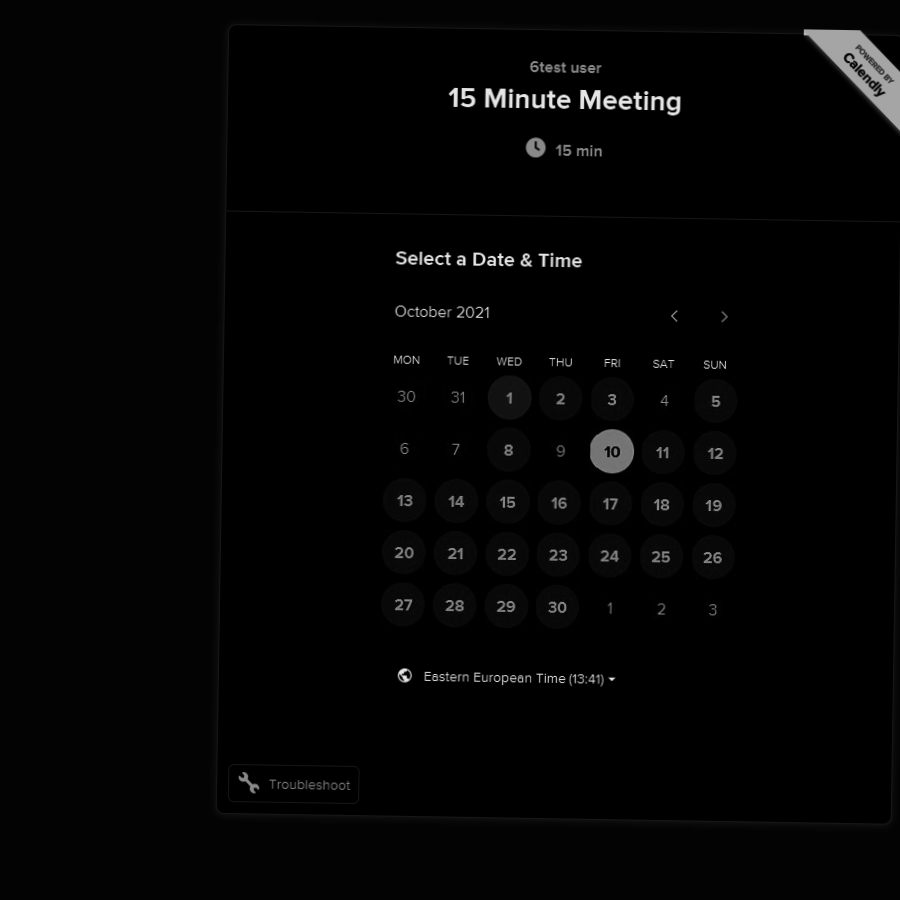 6test user
15 Minute Meeting
15 min
POWERED BY
Calendly
Select a Date & Time
October 2021
MON TUE WED THU FRI SAT SUN
30 31 1 2 3 4 5
6 7 8 9 10 11 12
13 14 15 16 17 18 19
20 21 22 23 24 25 26
27 28 29 30 1 2 3
Eastern European Time (13:41)
Troubleshoot